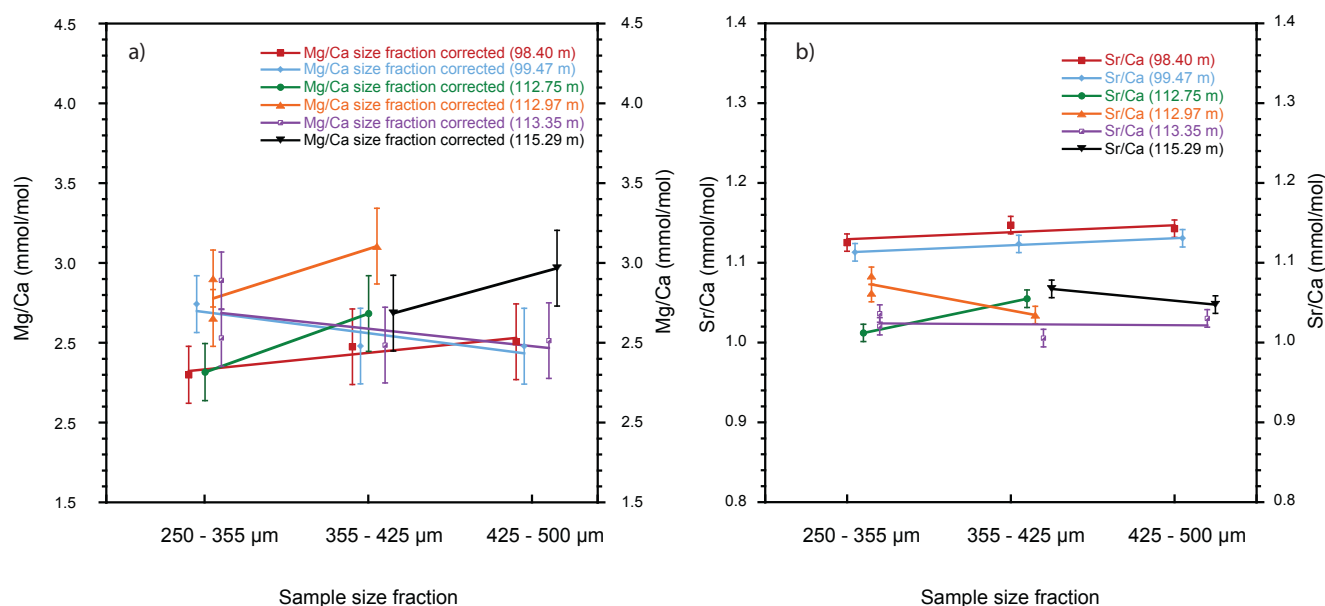 a)
Mg/Ca size fraction corrected (98.40 m)
Mg/Ca size fraction corrected (99.47 m)
Mg/Ca size fraction corrected (112.75 m)
Mg/Ca size fraction corrected (112.97 m)
Mg/Ca size fraction corrected (113.35 m)
Mg/Ca size fraction corrected (115.29 m)
4.5
4.0
3.5
3.0
2.5
2.5
1.5
Mg/Ca (mmol/mol)
4.5
4.0
3.5
3.0
2.5
2.5
1.5
Mg/Ca (mmol/mol)
250 - 355 µm
355 - 425 µm
425 - 500 µm
Sample size fraction
b)
Sr/Ca (98.40 m)
Sr/Ca (99.47 m)
Sr/Ca (112.75 m)
Sr/Ca (112.97 m)
Sr/Ca (113.35 m)
Sr/Ca (115.29 m)
1.4
1.3
1.2
1.1
1.0
0.9
0.8
Sr/Ca (mmol/mol)
1.4
1.3
1.2
1.1
1.0
0.9
0.8
Sr/Ca (mmol/mol)
250 - 355 µm
355 - 425 µm
425 - 500 µm
Sample size fraction